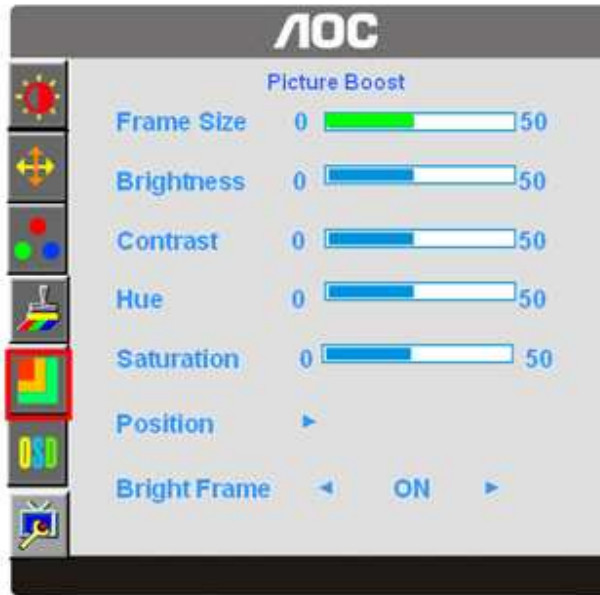 AOC
Picture Boost
Frame Size 0 50
Brightness 0 50
Contrast 0 50
Hue 0 50
Saturation 0 50
Position
OSD
Bright Frame ON